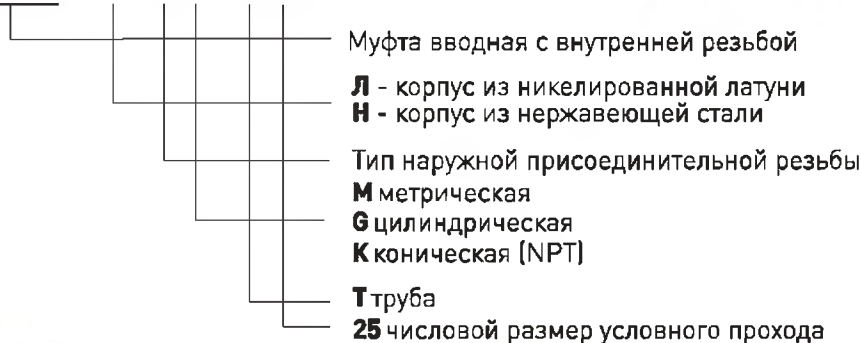 Муфта вводная с внутренней резьбой
Л - корпус из никелированной латуни
Н - корпус из нержавеющей стали
Тип наружной присоединительной резьбы
М метрическая
G цилиндрическая
К коническая (NPT)
Т труба
25 числовой размер условного прохода